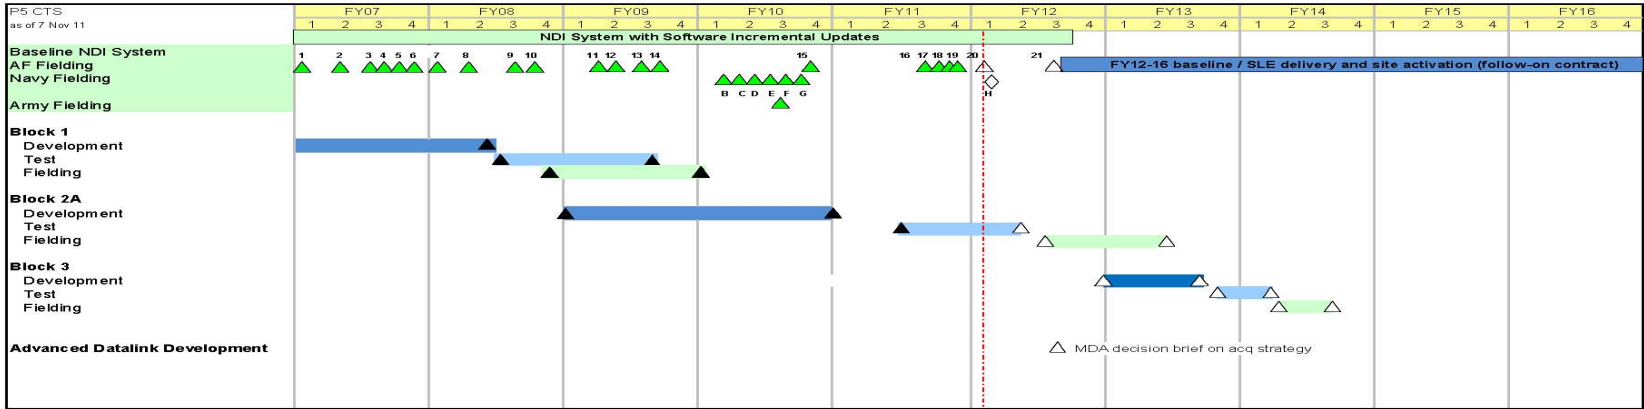 P5 CTS FY07 FY08 FY09 FY10 FY11 FY12 FY13 FY14 FY15 FY16
as of 7 Nov 11 1 2 3 4 1 2 3 4 1 2 3 4 1 2 3 4 1 2 3 4 1 2 3 4 1 2 3 4 1 2 3 4 1 2 3 4 1 2 3 4
NDI System with Software Incremental Updates
Baseline NDI System
1 2 3 4 5 6 7 8 9 10 11 12 13 14 15 16 17 18 19 20 21
AF Fielding FY12-16 baseline / SLE delivery and site activation (follow-on contract)
Navy Fielding
B C D E F G H
Army Fielding
Block 1
Development
Test
Fielding
Block 2A
Development
Test
Fielding
Block 3
Development
Test
Fielding
Advanced Datalink Development MDA decision brief on acq strategy